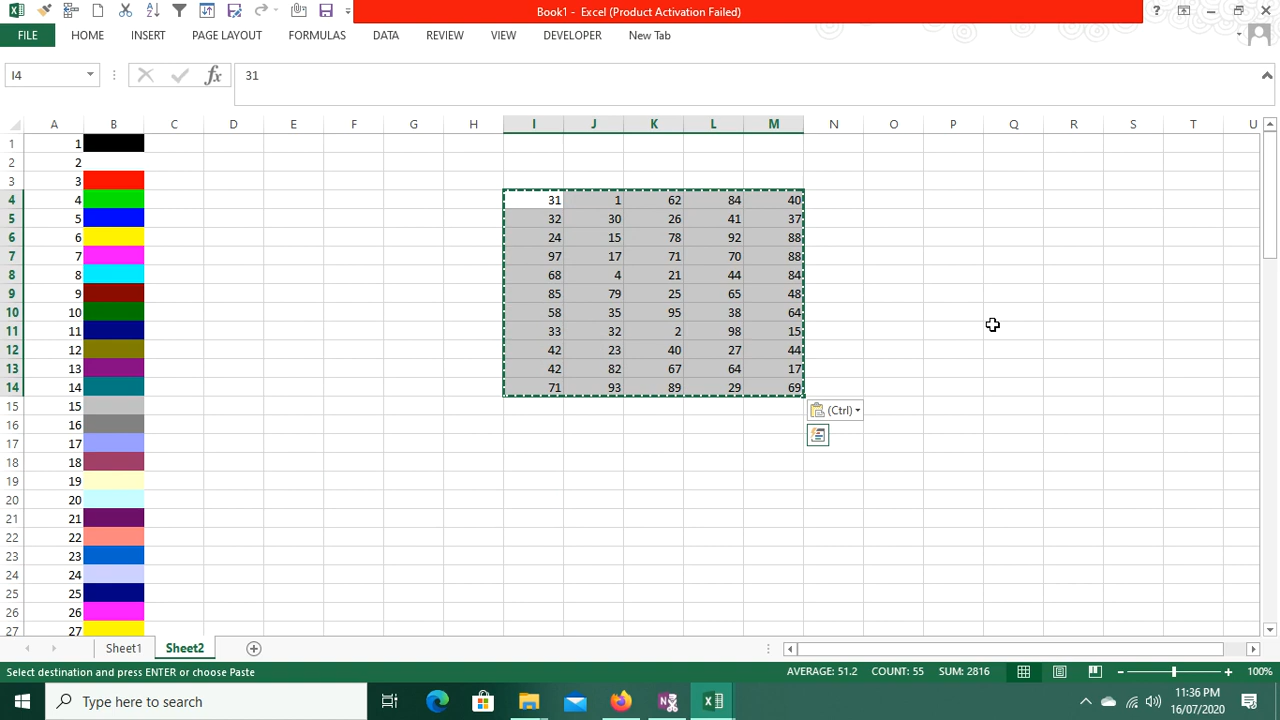 Book1 - Excel (Product Activation Failed)
FILE HOME INSERT PAGE LAYOUT FORMULAS DATA REVIEW VIEW DEVELOPER New Tab
I4 fx 31
A B C D E F G H I J K L M N O P Q R S T U
1 1
2 2
3 3
4 4 31 1 62 84 40
5 5 32 30 26 41 37
6 6 24 15 78 92 88
7 7 97 17 71 70 88
8 8 68 4 21 44 84
9 9 85 79 25 65 48
10 10 58 35 95 38 64
11 11 33 32 2 98 15
12 12 42 23 40 27 44
13 13 42 82 67 64 17
14 14 71 93 89 29 69
15 15 (Ctrl)
16 16
17 17
18 18
19 19
20 20
21 21
22 22
23 23
24 24
25 25
26 26
27 27
Sheet1 Sheet2
Select destination and press ENTER or choose Paste AVERAGE: 51.2 COUNT: 55 SUM: 2816 100%
Type here to search 11:36 PM
16/07/2020